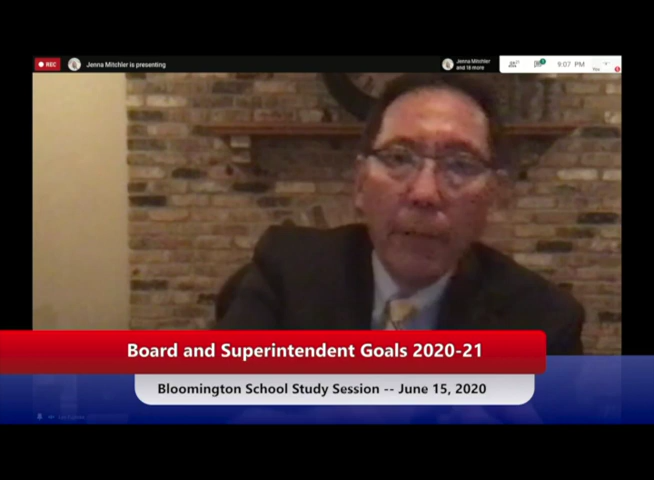 REC
Jenna Mitchler is presenting
Jenna Mitchler
and 18 more
9:07 PM
You
Board and Superintendent Goals 2020-21
Bloomington School Study Session -- June 15, 2020